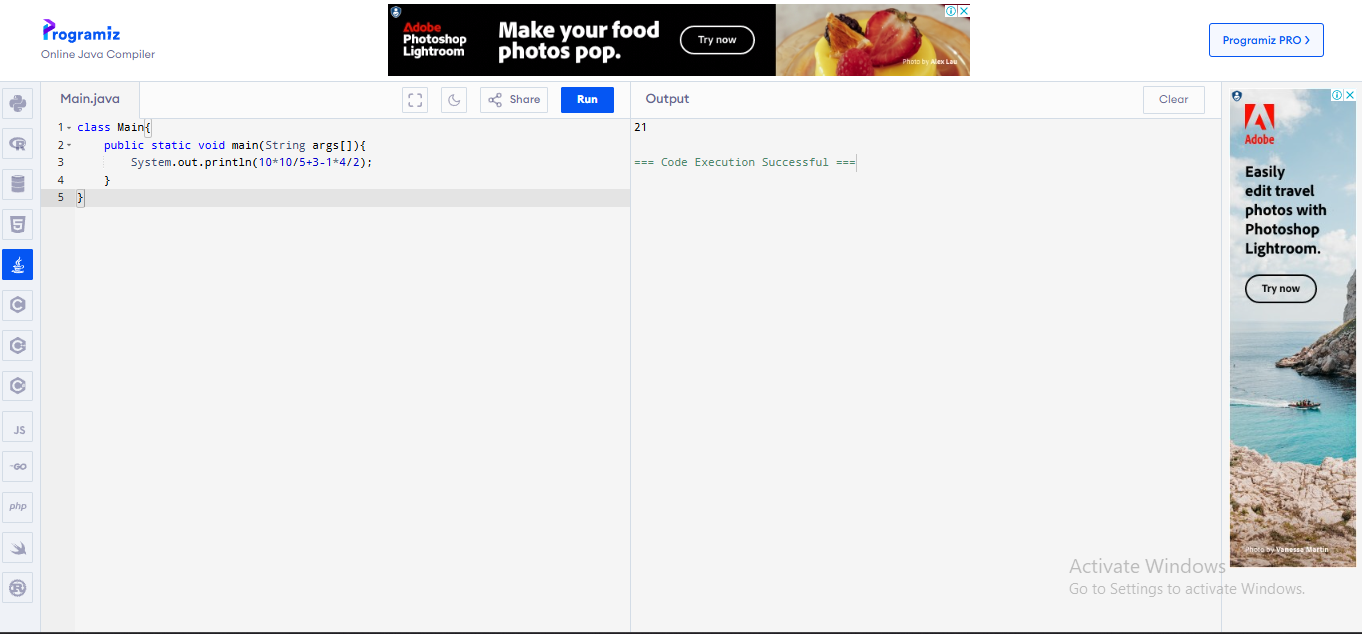 Programiz
Online Java Compiler
Adobe
Photoshop
Lightroom
Make your food
photos pop.
Try now
Photo by Alex Lau
Programiz PRO >
Main.java
Share
Run
Output
Clear
1 class Main{
2 public static void main(String args[]){
3 System.out.println(10*10/5+3-1*4/2);
4 }
5 }
21
=== Code Execution Successful ===
JS
GO
php
Adobe
Easily
edit travel
photos with
Photoshop
Lightroom.
Try now
Photo by Vanessa Martin
Activate Windows
Go to Settings to activate Windows.